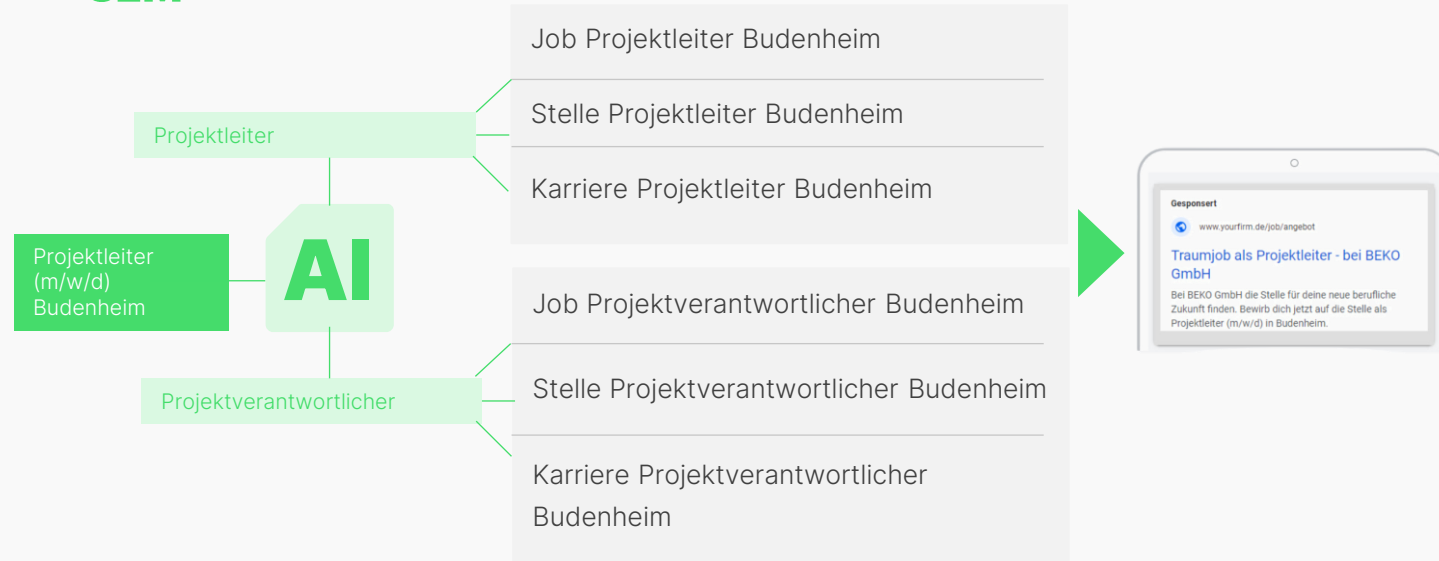 SEM
Job Projektleiter Budenheim
Stelle Projektleiter Budenheim
Karriere Projektleiter Budenheim
Projektleiter
AI
Projektleiter
(m/w/d)
Budenheim
Projektverantwortlicher
Job Projektverantwortlicher Budenheim
Stelle Projektverantwortlicher Budenheim
Karriere Projektverantwortlicher
Budenheim
Gesponsert
www.yourfirm.de/job/angebot
Traumjob als Projektleiter - bei BEKO
GmbH
Bei BEKO GmbH die Stelle für deine neue berufliche
Zukunft finden. Bewirb dich jetzt auf die Stelle als
Projektleiter (m/w/d) in Budenheim.